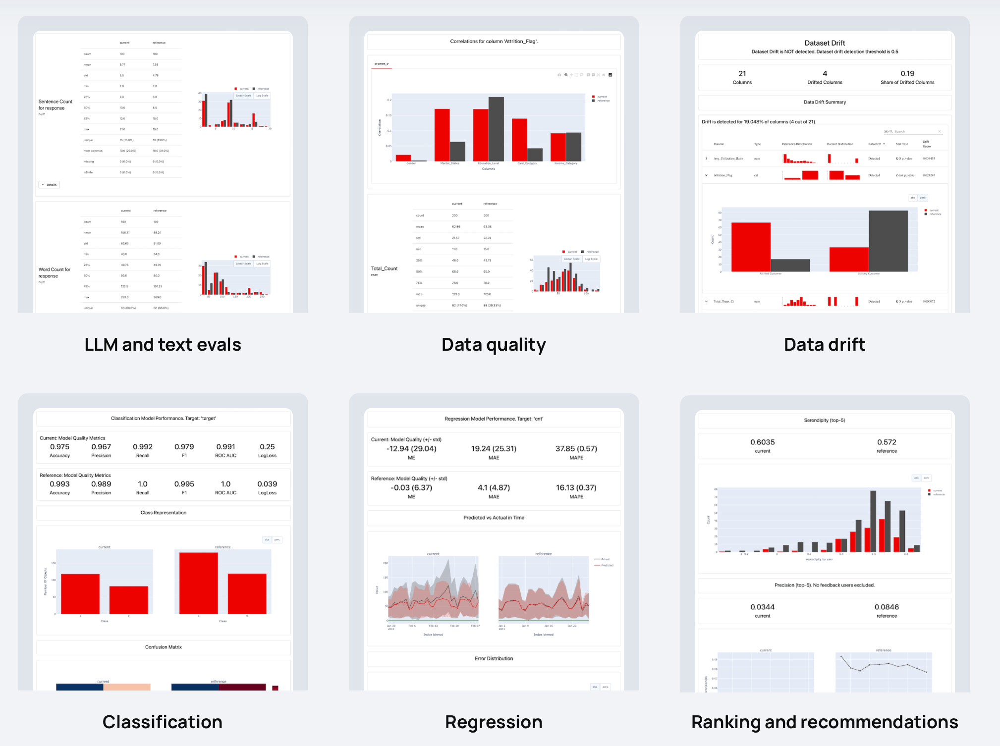 current reference
count 100 100
mean 8.77 7.58
std 5.5 4.76
min 2.0 2.0
25% 2.0 3.0
50% 10.0 8.5
75% 12.0 10.0
max 21.0 19.0
unique 15 (15.0%) 13 (13.0%)
most common 10.0 (29.0%) 10.0 (31.0%)
missing 0 (0.0%) 0 (0.0%)
infinite 0 (0.0%) 0 (0.0%)
Sentence Count
for response
num
Details
current reference
Linear Scale Log Scale
40
30
20
10
0
5 10 15 20
current reference
count 100 100
mean 106.31 89.24
std 62.63 51.05
min 40.0 34.0
25% 49.75 49.75
50% 93.5 80.0
75% 122.5 107.25
max 292.0 269.0
unique 66 (66.0%) 68 (68.0%)
Word Count for
response
num
current reference
Linear Scale Log Scale
30
20
10
0
50 100 150 200 250
LLM and text evals
Correlations for column 'Attrition_Flag'.
cramer_v
current
reference
0.2
0.15
0.1
0.05
0
Correlation
Gender Marital_Status Education_Level Card_Category Income_Category
Columns
current reference
count 200 300
mean 62.96 63.38
std 21.57 22.24
min 11.0 15.0
25% 46.0 43.75
50% 66.0 65.0
75% 78.0 78.0
max 129.0 126.0
unique 82 (41.0%) 88 (29.33%)
Total_Count
num
current reference
Linear Scale Log Scale
60
40
20
0
50 100
Data quality
Dataset Drift
Dataset Drift is NOT detected. Dataset drift detection threshold is 0.5
21 4 0.19
Columns Drifted Columns Share of Drifted Columns
Data Drift Summary
Drift is detected for 19.048% of columns (4 out of 21).
Search
Column Type Reference Distribution Current Distribution Data Drift Stat Test Drift Score
Avg_Utilization_Ratio num Detected K-S p_value 0.034453
Attrition_Flag cat Detected Z-test p_value 0.024247
abs perc
current
reference
80
70
60
50
40
30
20
10
0
Count
Attrited Customer Existing Customer
Total_Trans_Ct num Detected K-S p_value 0.000072
Data drift
Classification Model Performance. Target: 'target'
Current: Model Quality Metrics
0.975 0.967 0.992 0.979 0.991 0.25
Accuracy Precision Recall F1 ROC AUC LogLoss
Reference: Model Quality Metrics
0.993 0.989 1.0 0.995 1.0 0.039
Accuracy Precision Recall F1 ROC AUC LogLoss
Class Representation
abs perc
current reference
150
100
50
0
Number Of Objects
1 0 1 0
Class Class
Confusion Matrix
current reference
Classification
Regression Model Performance. Target: 'cnt'
Current: Model Quality (+/- std)
-12.94 (29.04) 19.24 (25.31) 37.85 (0.57)
ME MAE MAPE
Reference: Model Quality (+/- std)
-0.03 (6.37) 4.1 (4.87) 16.13 (0.37)
ME MAE MAPE
Predicted vs Actual in Time
current reference
Actual
Predicted
200
150
100
50
0
Value
Jan 30 Feb 6 Feb 13 Feb 20 Feb 27 Jan 2 Jan 9 Jan 16 Jan 23
2011 2011
Index binned Index binned
Error Distribution
abs perc
Regression
Serendipity (top-5)
0.6035 0.572
current reference
abs perc
current
reference
80
70
60
50
40
30
20
10
0
Count
0 0.2 0.4 0.6 0.8
serendipity by user
Precision (top-5). No feedback users excluded.
0.0344 0.0846
current reference
current reference
0.09
0.08
0.07
0.06
Ranking and recommendations